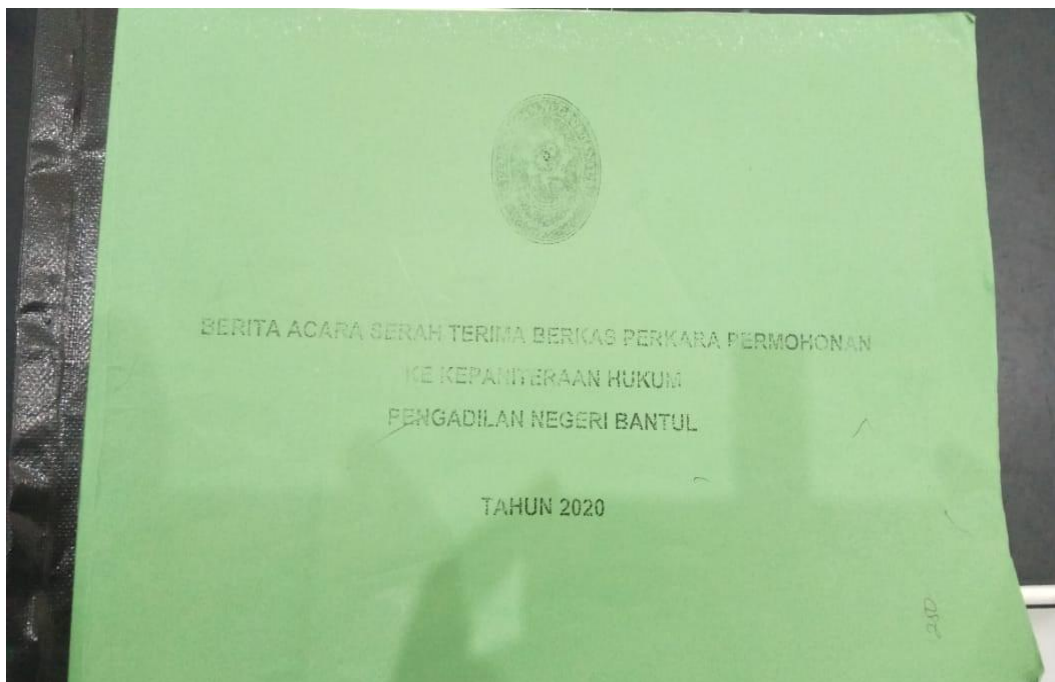 BERITA ACARA SERAH TERIMA BERKAS PERKARA PERMOHONAN
KE KEPANITERAAN HUKUM
PENGADILAN NEGERI BANTUL
TAHUN 2020